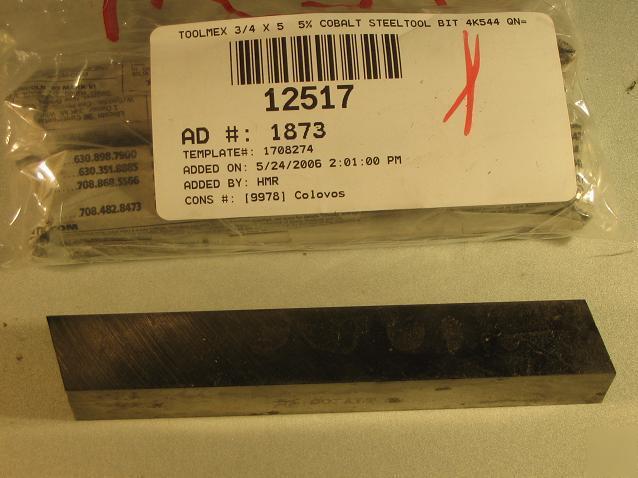 TOOLMEX 3/4 X 5 5% COBALT STEELTOOL BIT 4K544 QN=
12517
AD #: 1873
TEMPLATE#: 1708274
ADDED ON: 5/24/2006 2:01:00 PM
ADDED BY: HMR
CONS #: [9978] Colovos
630.898.7900
630.351.8885
708.868.5566
708.482.8473